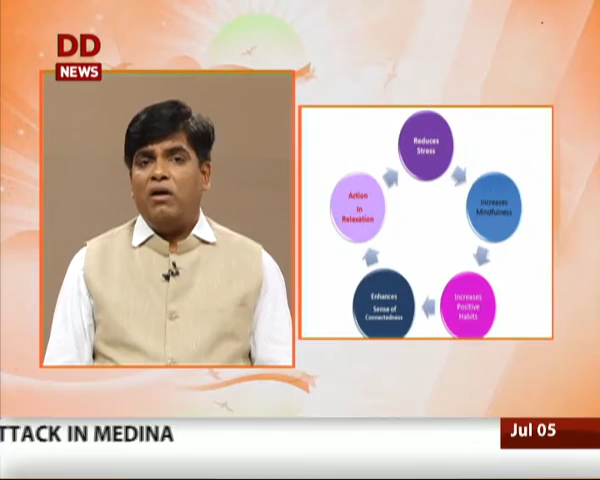 DD
NEWS
Reduces
Stress
Increases
Mindfulness
Increases
Positive
Habits
Enhances
Sense of
Connectedness
Action
In
Relaxation
TTACK IN MEDINA
Jul 05